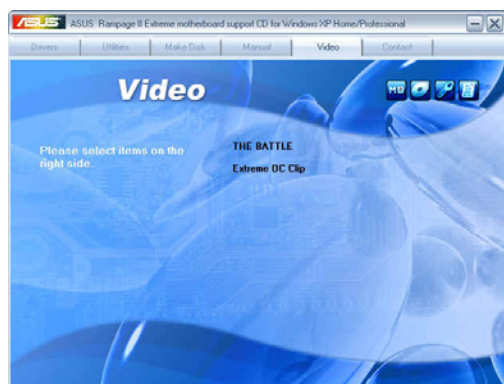 ASUS ASUS Rampage II Extreme motherboard support CD for Windows XP Home/Professional
Drivers Utilities Make Disk Manual Video Contact
Video
Please select items on the
right side.
THE BATTLE
Extreme OC Clip